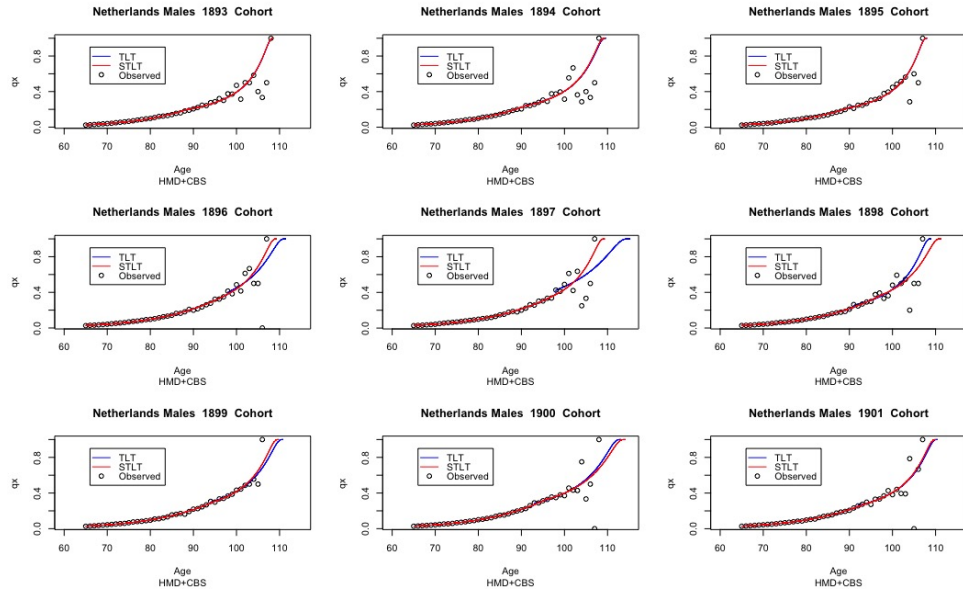 Netherlands Males 1893 Cohort
qx
0.0 0.4 0.8
TLT
STLT
Observed
60 70 80 90 100 110
Age
HMD+CBS
Netherlands Males 1894 Cohort
qx
0.0 0.4 0.8
TLT
STLT
Observed
60 70 80 90 100 110
Age
HMD+CBS
Netherlands Males 1895 Cohort
qx
0.0 0.4 0.8
TLT
STLT
Observed
60 70 80 90 100 110
Age
HMD+CBS
Netherlands Males 1896 Cohort
qx
0.0 0.4 0.8
TLT
STLT
Observed
60 70 80 90 100 110
Age
HMD+CBS
Netherlands Males 1897 Cohort
qx
0.0 0.4 0.8
TLT
STLT
Observed
60 70 80 90 100 110
Age
HMD+CBS
Netherlands Males 1898 Cohort
qx
0.0 0.4 0.8
TLT
STLT
Observed
60 70 80 90 100 110
Age
HMD+CBS
Netherlands Males 1899 Cohort
qx
0.0 0.4 0.8
TLT
STLT
Observed
60 70 80 90 100 110
Age
HMD+CBS
Netherlands Males 1900 Cohort
qx
0.0 0.4 0.8
TLT
STLT
Observed
60 70 80 90 100 110
Age
HMD+CBS
Netherlands Males 1901 Cohort
qx
0.0 0.4 0.8
TLT
STLT
Observed
60 70 80 90 100 110
Age
HMD+CBS